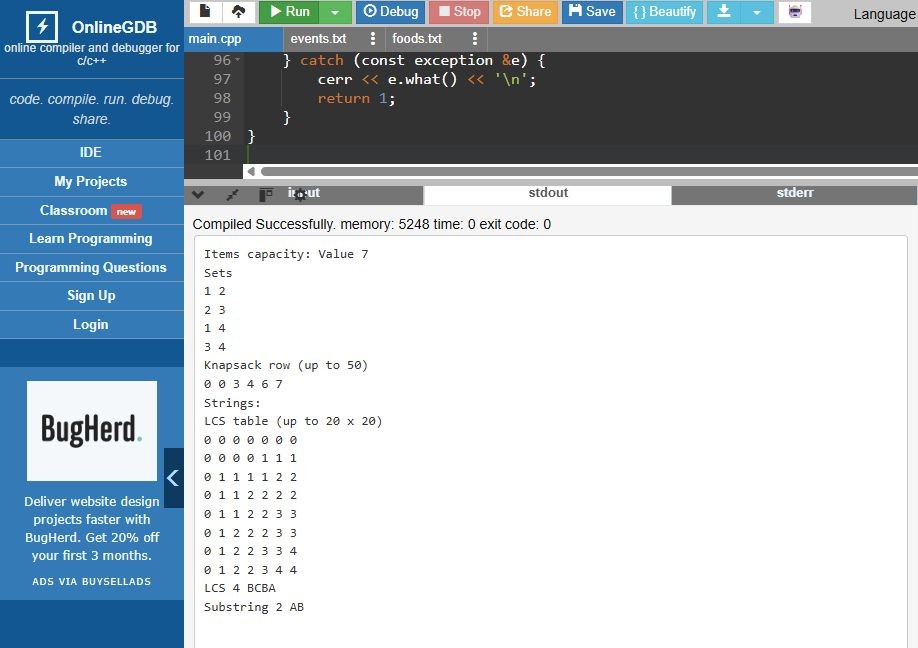 OnlineGDB
online compiler and debugger for
c/c++
code. compile. run. debug.
share.
IDE
My Projects
Classroom new
Learn Programming
Programming Questions
Sign Up
Login
BugHerd.
Deliver website design
projects faster with
BugHerd. Get 20% off
your first 3 months.
ADS VIA BUYSELLADS
Run Debug Stop Share Save { } Beautify Language
main.cpp events.txt foods.txt
96 } catch (const exception &e) {
97 cerr << e.what() << '\n';
98 return 1;
99 }
100 }
101
input stdout stderr
Compiled Successfully. memory: 5248 time: 0 exit code: 0
Items capacity: Value 7
Sets
1 2
2 3
1 4
3 4
Knapsack row (up to 50)
0 0 3 4 6 7
Strings:
LCS table (up to 20 x 20)
0 0 0 0 0 0 0
0 0 0 0 1 1 1
0 1 1 1 1 2 2
0 1 1 2 2 2 2
0 1 1 2 2 3 3
0 1 2 2 2 3 3
0 1 2 2 3 3 4
0 1 2 2 3 4 4
LCS 4 BCBA
Substring 2 AB